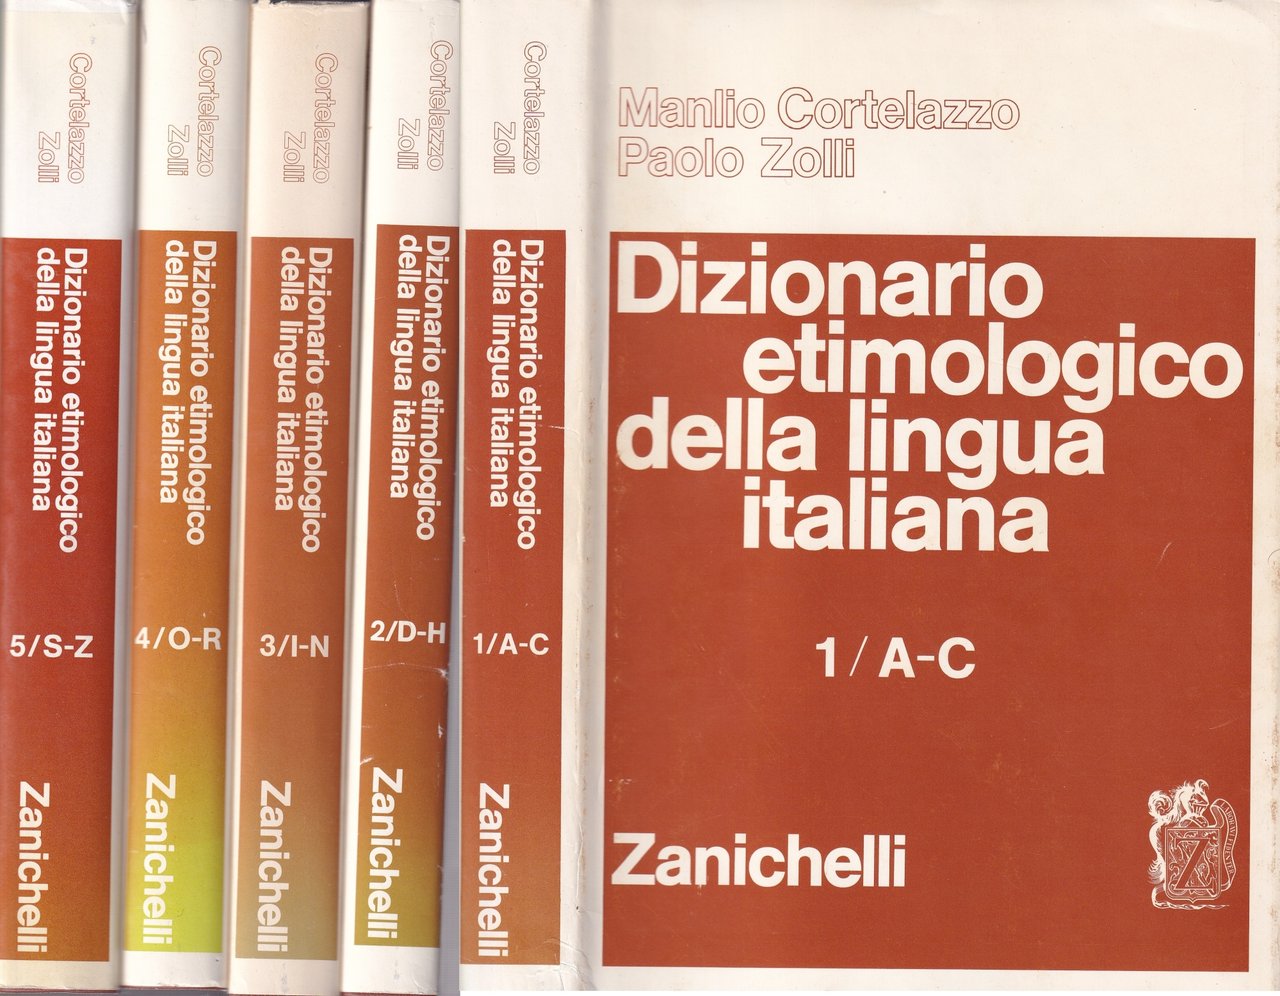 Cortelazzo
Zolli
Dizionario etimologico
della lingua italiana
5/S-Z
Zanichelli
Cortelazzo
Zolli
Dizionario etimologico
della lingua italiana
4/O-R
Zanichelli
Cortelazzo
Zolli
Dizionario etimologico
della lingua italiana
3/I-N
Zanichelli
Cortelazzo
Zolli
Dizionario etimologico
della lingua italiana
2/D-H
Zanichelli
Cortelazzo
Zolli
Dizionario etimologico
della lingua italiana
1/A-C
Zanichelli
Manlio Cortelazzo
Paolo Zolli
Dizionario
etimologico
della lingua
italiana
1/A-C
Zanichelli
Z